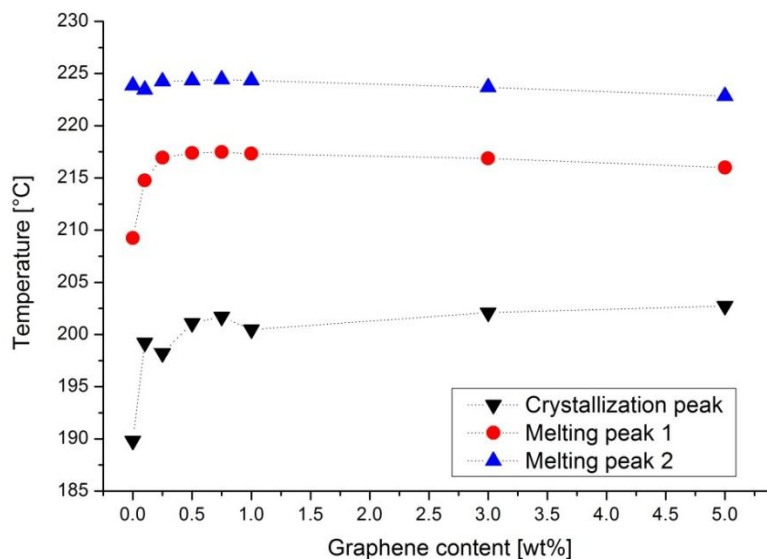 230
225
220
215
210
205
200
195
190
185
Temperature [°C]
Crystallization peak
Melting peak 1
Melting peak 2
0.0 0.5 1.0 1.5 2.0 2.5 3.0 3.5 4.0 4.5 5.0
Graphene content [wt%]